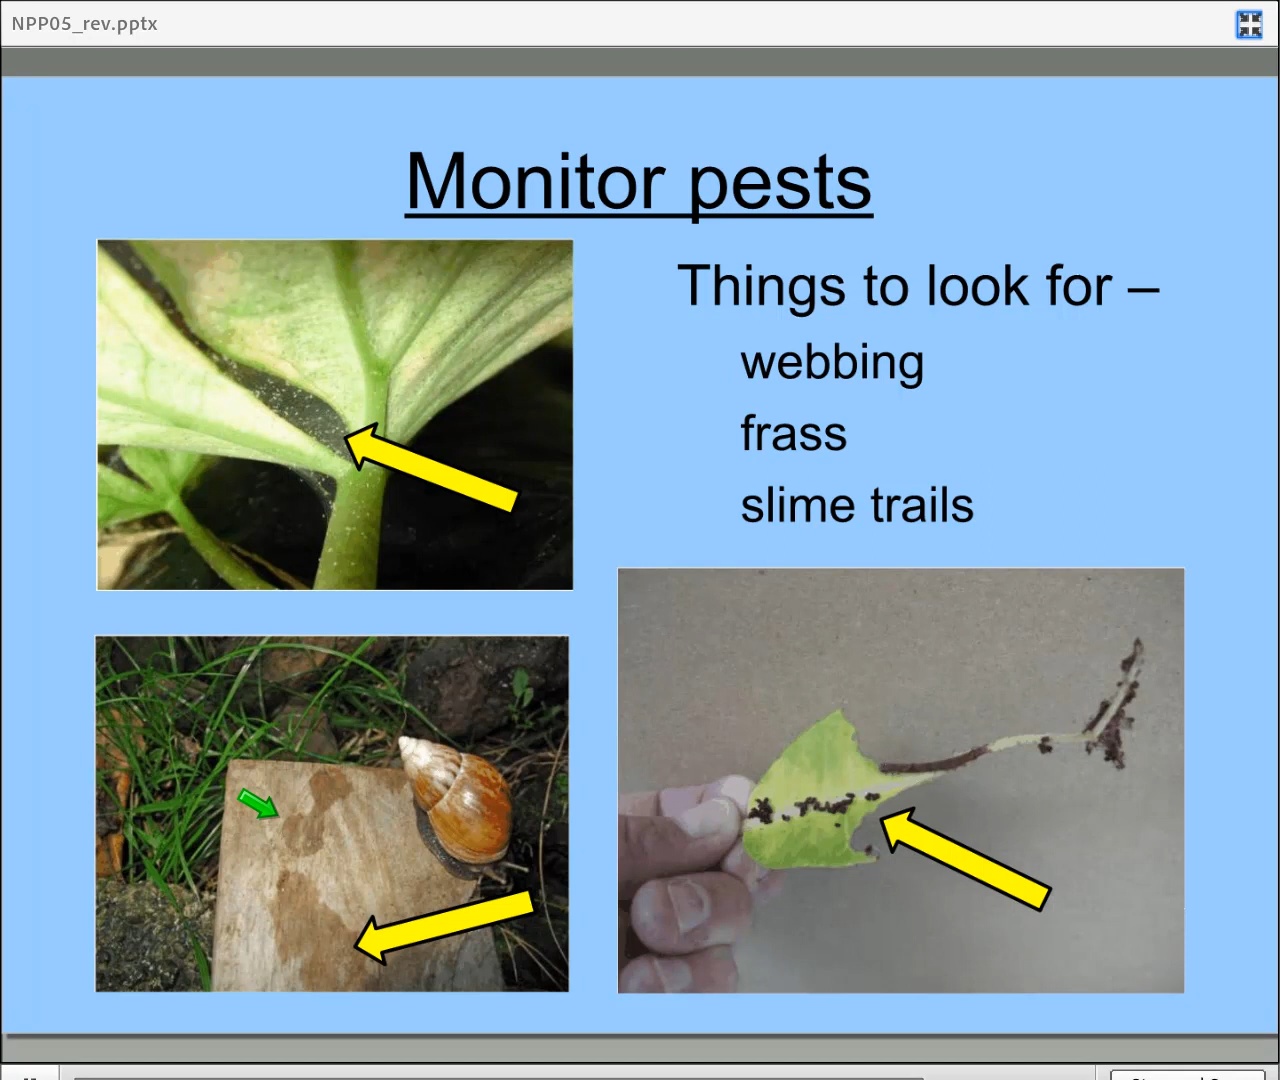 NPP05_rev.pptx
Monitor pests
Things to look for –
webbing
frass
slime trails